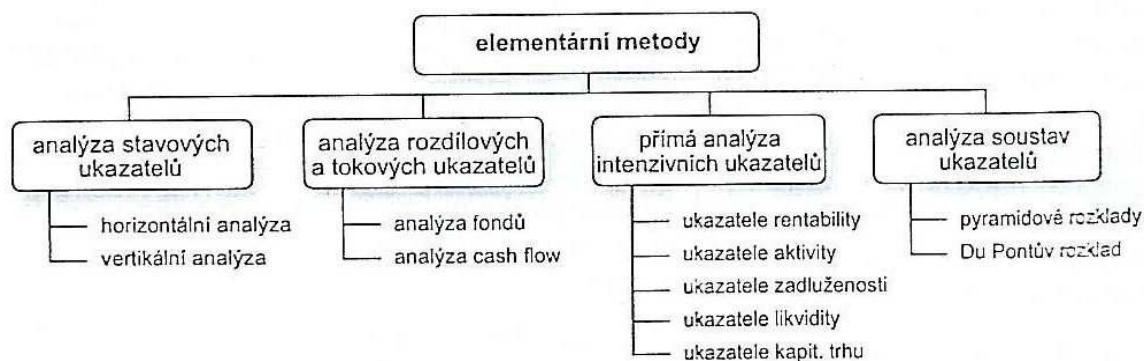 elementární metody
analýza stavových
ukazatelů
horizontální analýza
vertikální analýza
analýza rozdílových
a tokových ukazatelů
analýza fondů
analýza cash flow
přímá analýza
intenzivních ukazatelů
ukazatele rentability
ukazatele aktivity
ukazatele zadluženosti
ukazatele likvidity
ukazatele kapit. trhu
analýza soustav
ukazatelů
pyramidové rozklady
Du Pontův rozklad